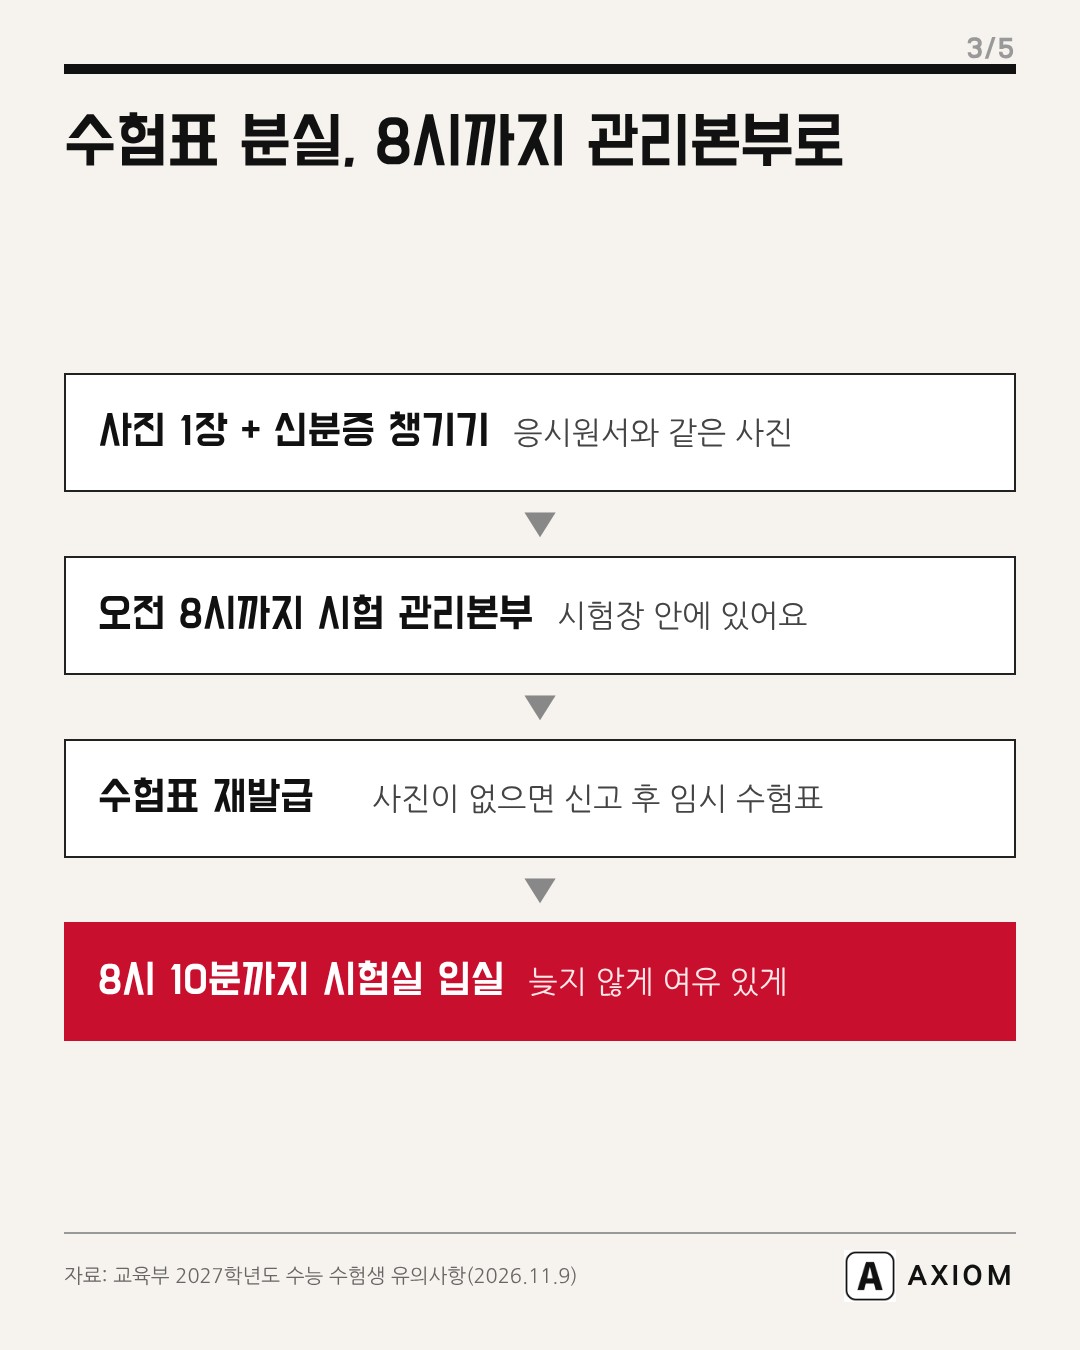 3/5
수험표 분실, 8시까지 관리본부로
사진 1장 + 신분증 챙기기 응시원서와 같은 사진
오전 8시까지 시험 관리본부 시험장 안에 있어요
수험표 재발급 사진이 없으면 신고 후 임시 수험표
8시 10분까지 시험실 입실 늦지 않게 여유 있게
자료: 교육부 2027학년도 수능 수험생 유의사항(2026.11.9)
A AXIOM